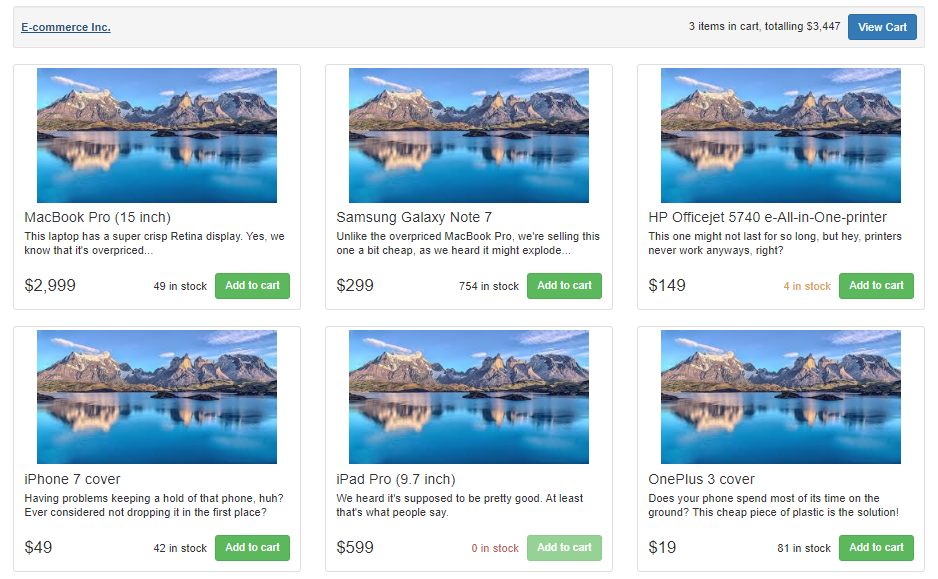 E-commerce Inc.
3 items in cart, totalling $3,447
View Cart
MacBook Pro (15 inch)
This laptop has a super crisp Retina display. Yes, we
know that it's overpriced...
$2,999
49 in stock
Add to cart
Samsung Galaxy Note 7
Unlike the overpriced MacBook Pro, we're selling this
one a bit cheap, as we heard it might explode...
$299
754 in stock
Add to cart
HP Officejet 5740 e-All-in-One-printer
This one might not last for so long, but hey, printers
never work anyways, right?
$149
4 in stock
Add to cart
iPhone 7 cover
Having problems keeping a hold of that phone, huh?
Ever considered not dropping it in the first place?
$49
42 in stock
Add to cart
iPad Pro (9.7 inch)
We heard it's supposed to be pretty good. At least
that's what people say.
$599
0 in stock
Add to cart
OnePlus 3 cover
Does your phone spend most of its time on the
ground? This cheap piece of plastic is the solution!
$19
81 in stock
Add to cart